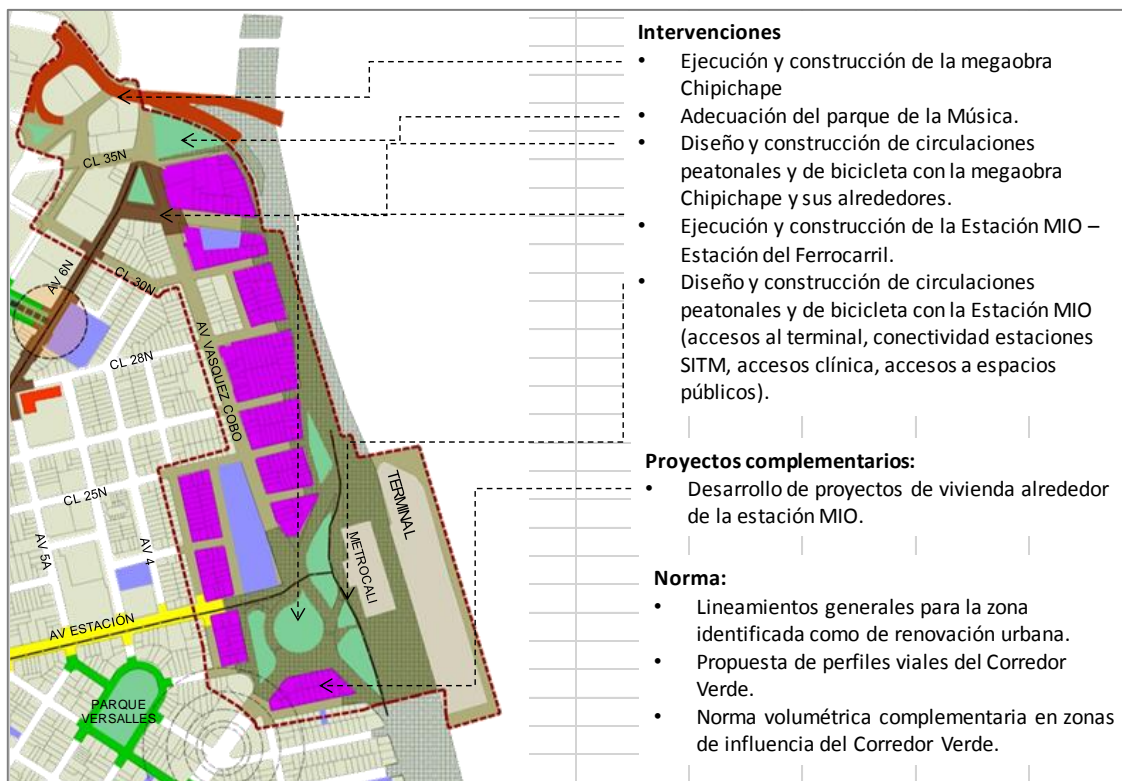 Intervenciones
• Ejecución y construcción de la megaobra
Chipichape
• Adecuación del parque de la Música.
• Diseño y construcción de circulaciones
peatonales y de bicicleta con la megaobra
Chipichape y sus alrededores.
• Ejecución y construcción de la Estación MIO –
Estación del Ferrocarril.
• Diseño y construcción de circulaciones
peatonales y de bicicleta con la Estación MIO
(accesos al terminal, conectividad estaciones
SITM, accesos clínica, accesos a espacios
públicos).
Proyectos complementarios:
• Desarrollo de proyectos de vivienda alrededor
de la estación MIO.
Norma:
• Lineamientos generales para la zona
identificada como de renovación urbana.
• Propuesta de perfiles viales del Corredor
Verde.
• Norma volumétrica complementaria en zonas
de influencia del Corredor Verde.
CL 35N
AV 6N
CL 30N
AV VASQUEZ COBO
CL 28N
CL 25N
AV 5A
AV 4
TERMINAL
METROCALI
AV ESTACIÓN
PARQUE
VERSALLES